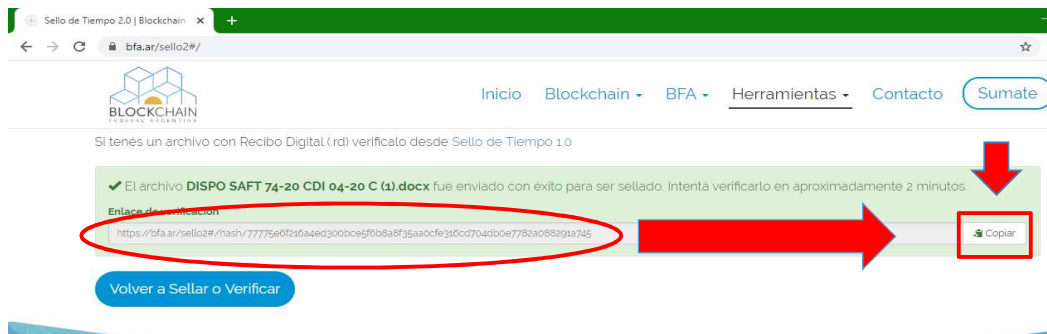 Sello de Tiempo 2.0 | Blockchain
bfa.ar/sello2#/
BLOCKCHAIN
FEDERAL ARGENTINA
Inicio Blockchain BFA Herramientas Contacto Sumate
Si tenés un archivo con Recibo Digital (.rd) verificalo desde Sello de Tiempo 1.0
El archivo DISPO SAFT 74-20 CDI 04-20 C (1).docx fue enviado con éxito para ser sellado. Intentá verificarlo en aproximadamente 2 minutos.
Enlace de verificación
https://bfa.ar/sello2#/hash/77775e6f216a4ed300bce5f6b8a8f35aa0cfe316cd704db0e7782a088291a745
Copiar
Volver a Sellar o Verificar